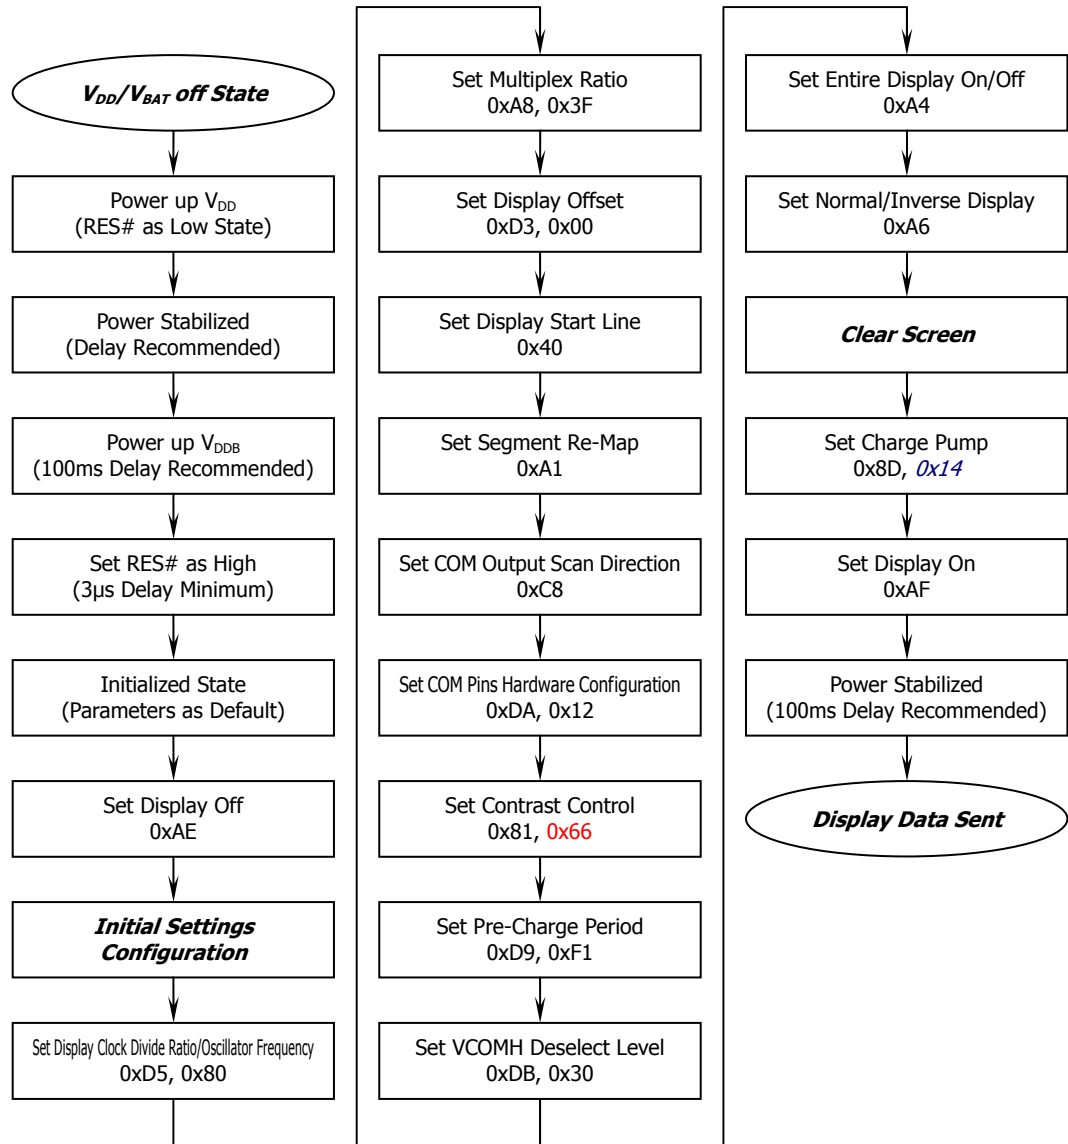 V_DD/V_BAT off State
Power up V_DD
(RES# as Low State)
Power Stabilized
(Delay Recommended)
Power up V_DDB
(100ms Delay Recommended)
Set RES# as High
(3µs Delay Minimum)
Initialized State
(Parameters as Default)
Set Display Off
0xAE
Initial Settings
Configuration
Set Display Clock Divide Ratio/Oscillator Frequency
0xD5, 0x80
Set Multiplex Ratio
0xA8, 0x3F
Set Display Offset
0xD3, 0x00
Set Display Start Line
0x40
Set Segment Re-Map
0xA1
Set COM Output Scan Direction
0xC8
Set COM Pins Hardware Configuration
0xDA, 0x12
Set Contrast Control
0x81, 0x66
Set Pre-Charge Period
0xD9, 0xF1
Set VCOMH Deselect Level
0xDB, 0x30
Set Entire Display On/Off
0xA4
Set Normal/Inverse Display
0xA6
Clear Screen
Set Charge Pump
0x8D, 0x14
Set Display On
0xAF
Power Stabilized
(100ms Delay Recommended)
Display Data Sent